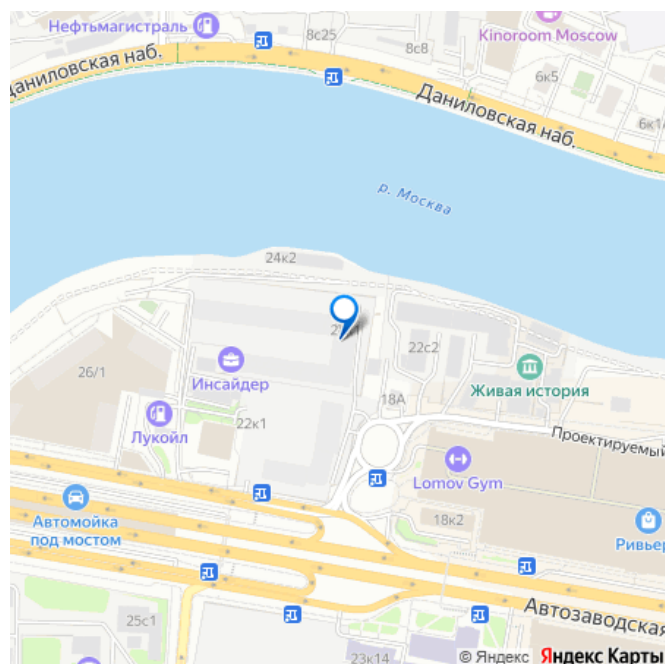 Нефтьмагистраль
8с25
8с8
Kinoroom Moscow
Даниловская наб.
6к5
Даниловская наб.
р. Москва
24к2
22с2
26/1
Инсайдер
Живая история
18А
Лукойл
22к1
Проектируемый
Lomov Gym
Автомойка
под мостом
18к2
Ривьер
25с1
Автозаводская
23к14
© Яндекс Яндекс Карты